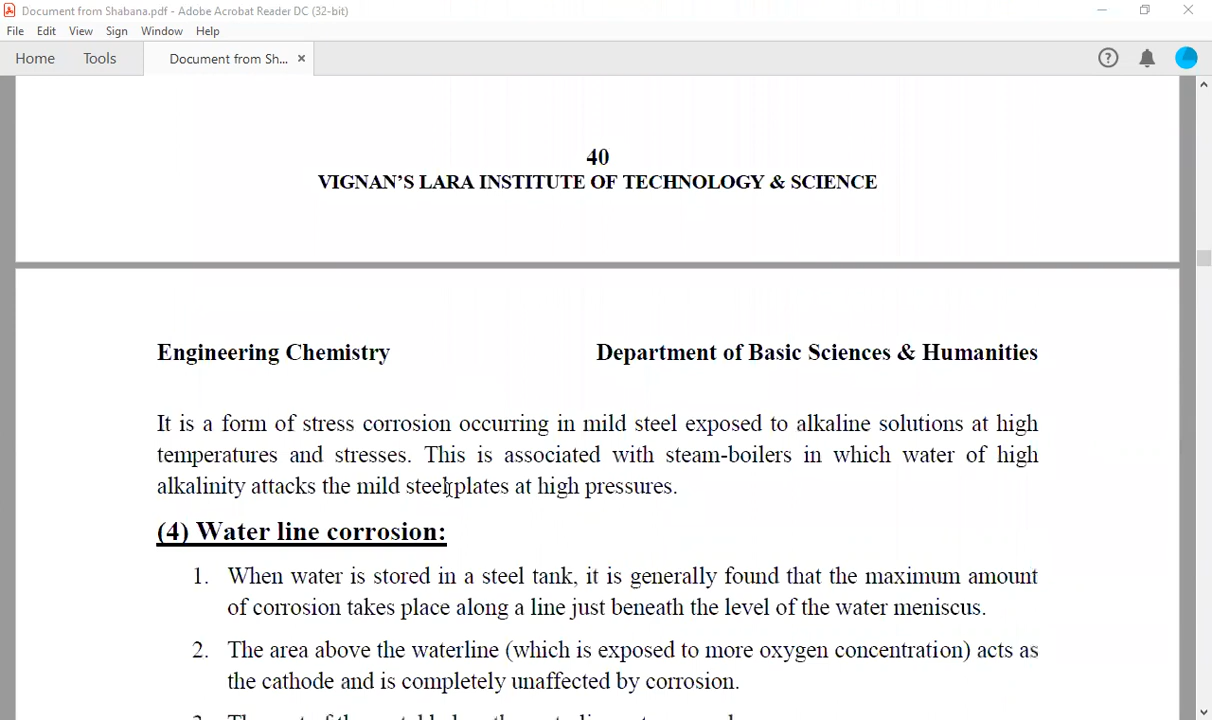 Document from Shabana.pdf - Adobe Acrobat Reader DC (32-bit)
File Edit View Sign Window Help
Home Tools Document from Sh... ×
40
VIGNAN'S LARA INSTITUTE OF TECHNOLOGY & SCIENCE
Engineering Chemistry Department of Basic Sciences & Humanities
It is a form of stress corrosion occurring in mild steel exposed to alkaline solutions at high
temperatures and stresses. This is associated with steam-boilers in which water of high
alkalinity attacks the mild steel plates at high pressures.
(4) Water line corrosion:
1. When water is stored in a steel tank, it is generally found that the maximum amount
of corrosion takes place along a line just beneath the level of the water meniscus.
2. The area above the waterline (which is exposed to more oxygen concentration) acts as
the cathode and is completely unaffected by corrosion.